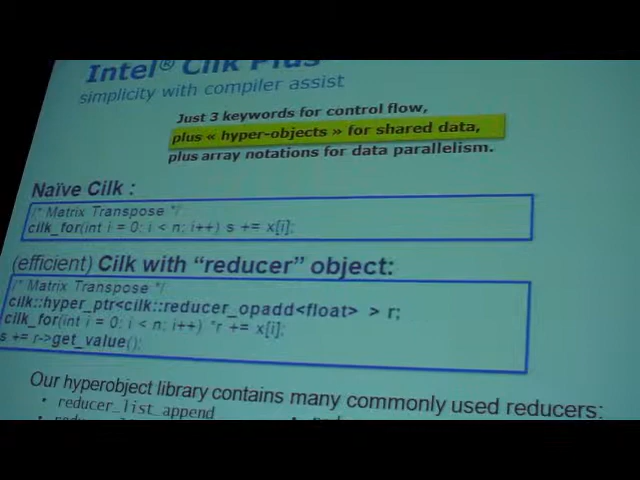 Intel® Cilk Plus
simplicity with compiler assist
Just 3 keywords for control flow,
plus « hyper-objects » for shared data,
plus array notations for data parallelism.
Naïve Cilk :
/* Matrix Transpose */
cilk_for(int i = 0; i < n; i++) s += x[i];
(efficient) Cilk with “reducer” object:
/* Matrix Transpose */
cilk::hyper_ptr<cilk::reducer_opadd<float> > r;
cilk_for(int i = 0; i < n; i++) *r += x[i];
s += r->get_value();
Our hyperobject library contains many commonly used reducers:
• reducer_list_append